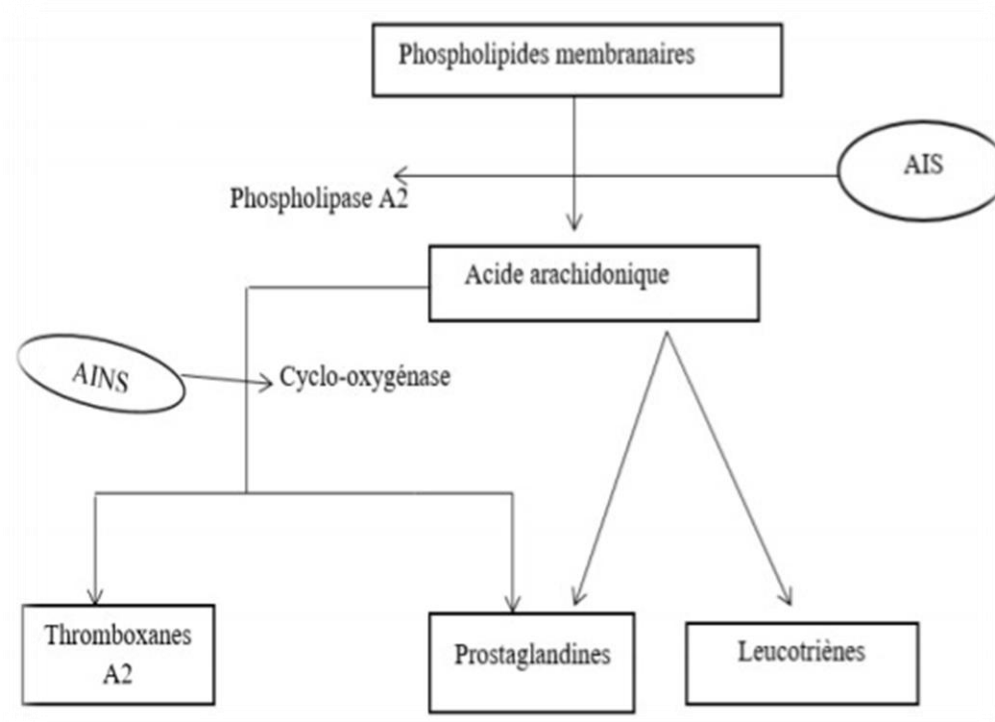 Phospholipides membranaires
AIS
Phospholipase A2
Acide arachidonique
AINS
Cyclo-oxygénase
Thromboxanes
A2
Prostaglandines
Leucotriènes